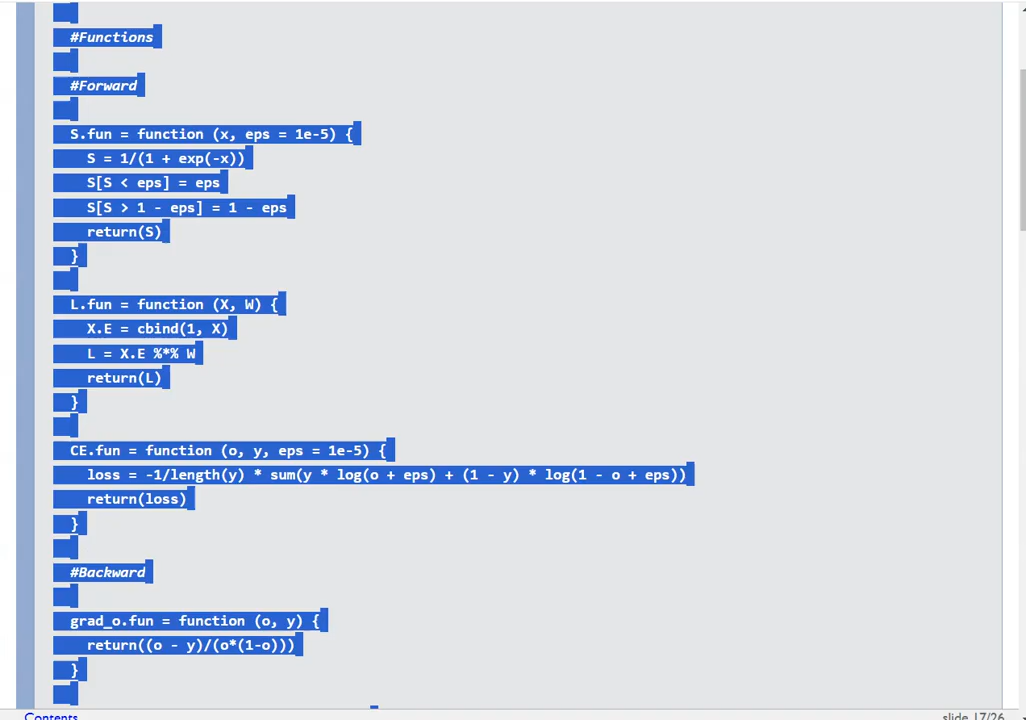 #Functions
#Forward
S.fun = function (x, eps = 1e-5) {
S = 1/(1 + exp(-x))
S[S < eps] = eps
S[S > 1 - eps] = 1 - eps
return(S)
}
L.fun = function (X, W) {
X.E = cbind(1, X)
L = X.E %*% W
return(L)
}
CE.fun = function (o, y, eps = 1e-5) {
loss = -1/length(y) * sum(y * log(o + eps) + (1 - y) * log(1 - o + eps))
return(loss)
}
#Backward
grad_o.fun = function (o, y) {
return((o - y)/(o*(1-o)))
}
Contents
slide 17/26